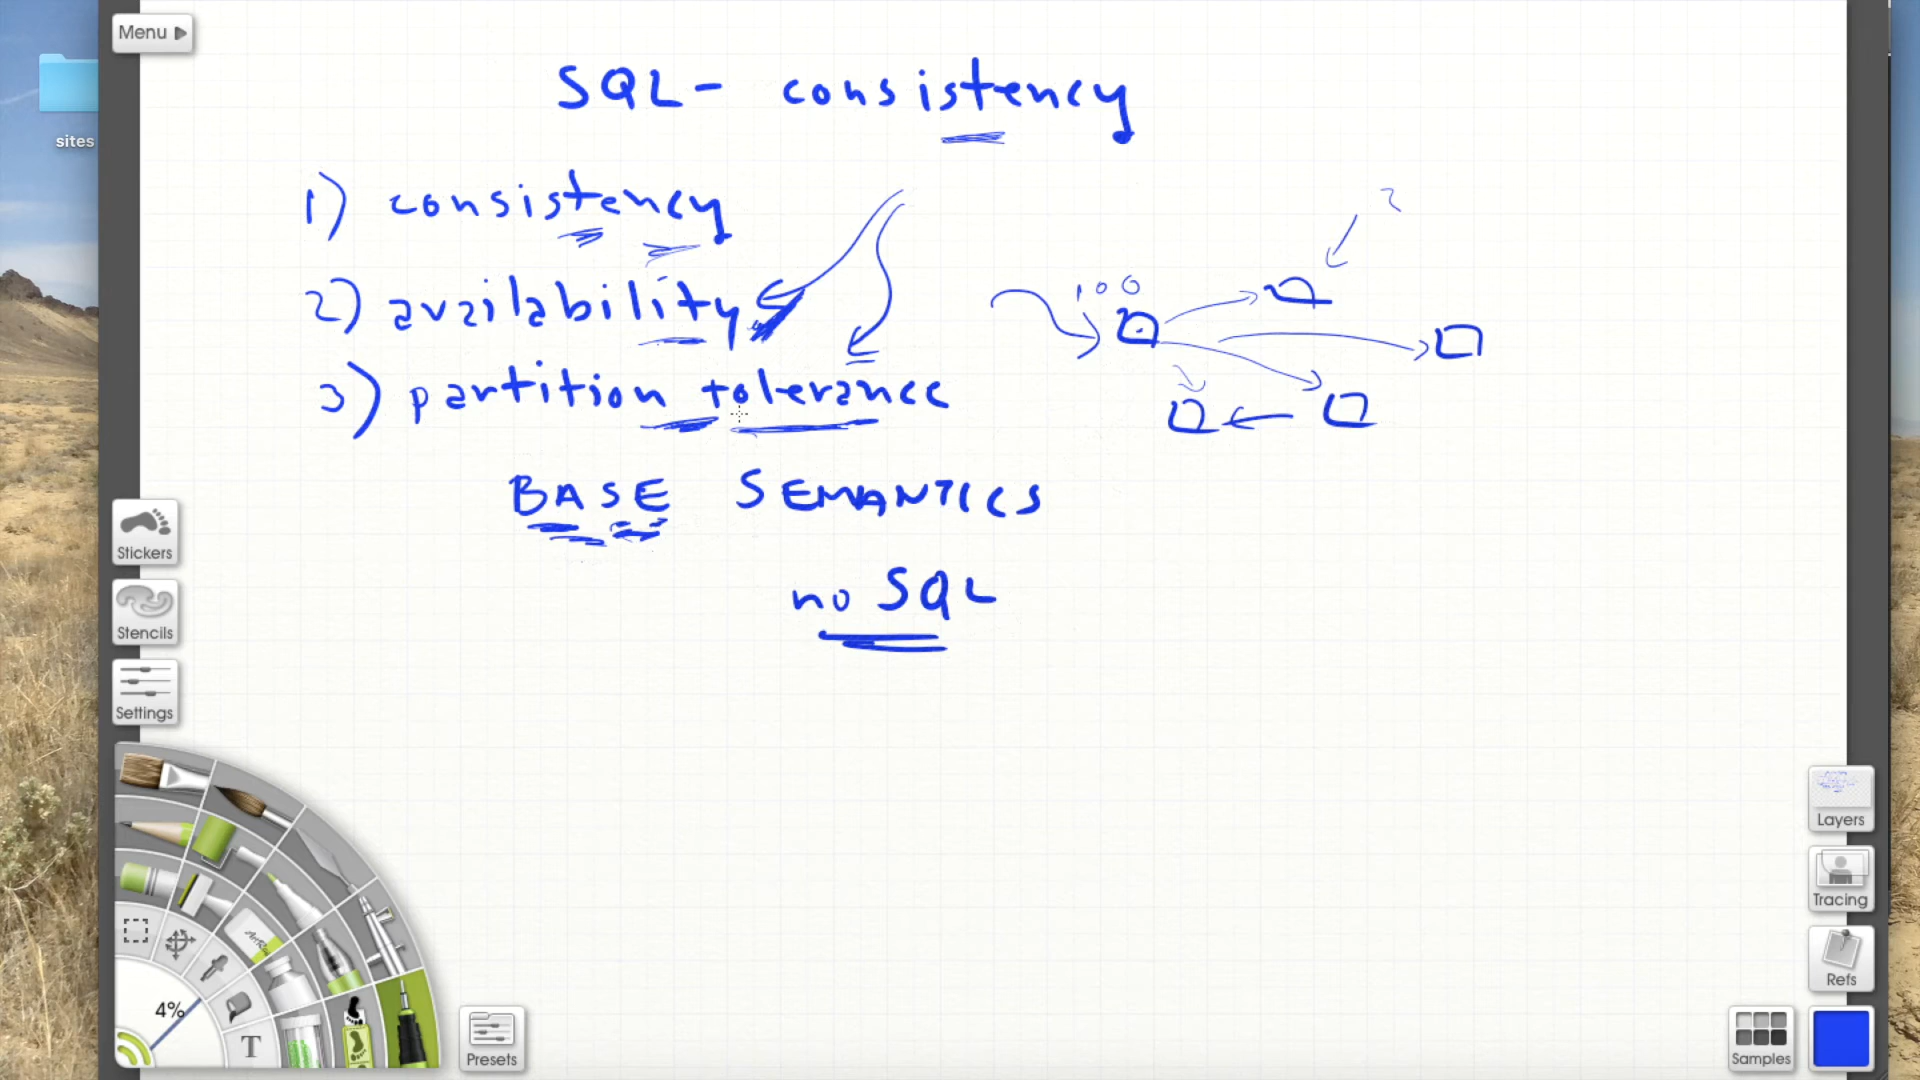 Menu
sites
SQL - consistency
1) consistency
2) availability
3) partition tolerance
100
?
BASE SEMANTICS
no SQL
Stickers
Stencils
Settings
4%
T
Presets
Layers
Tracing
Refs
Samples